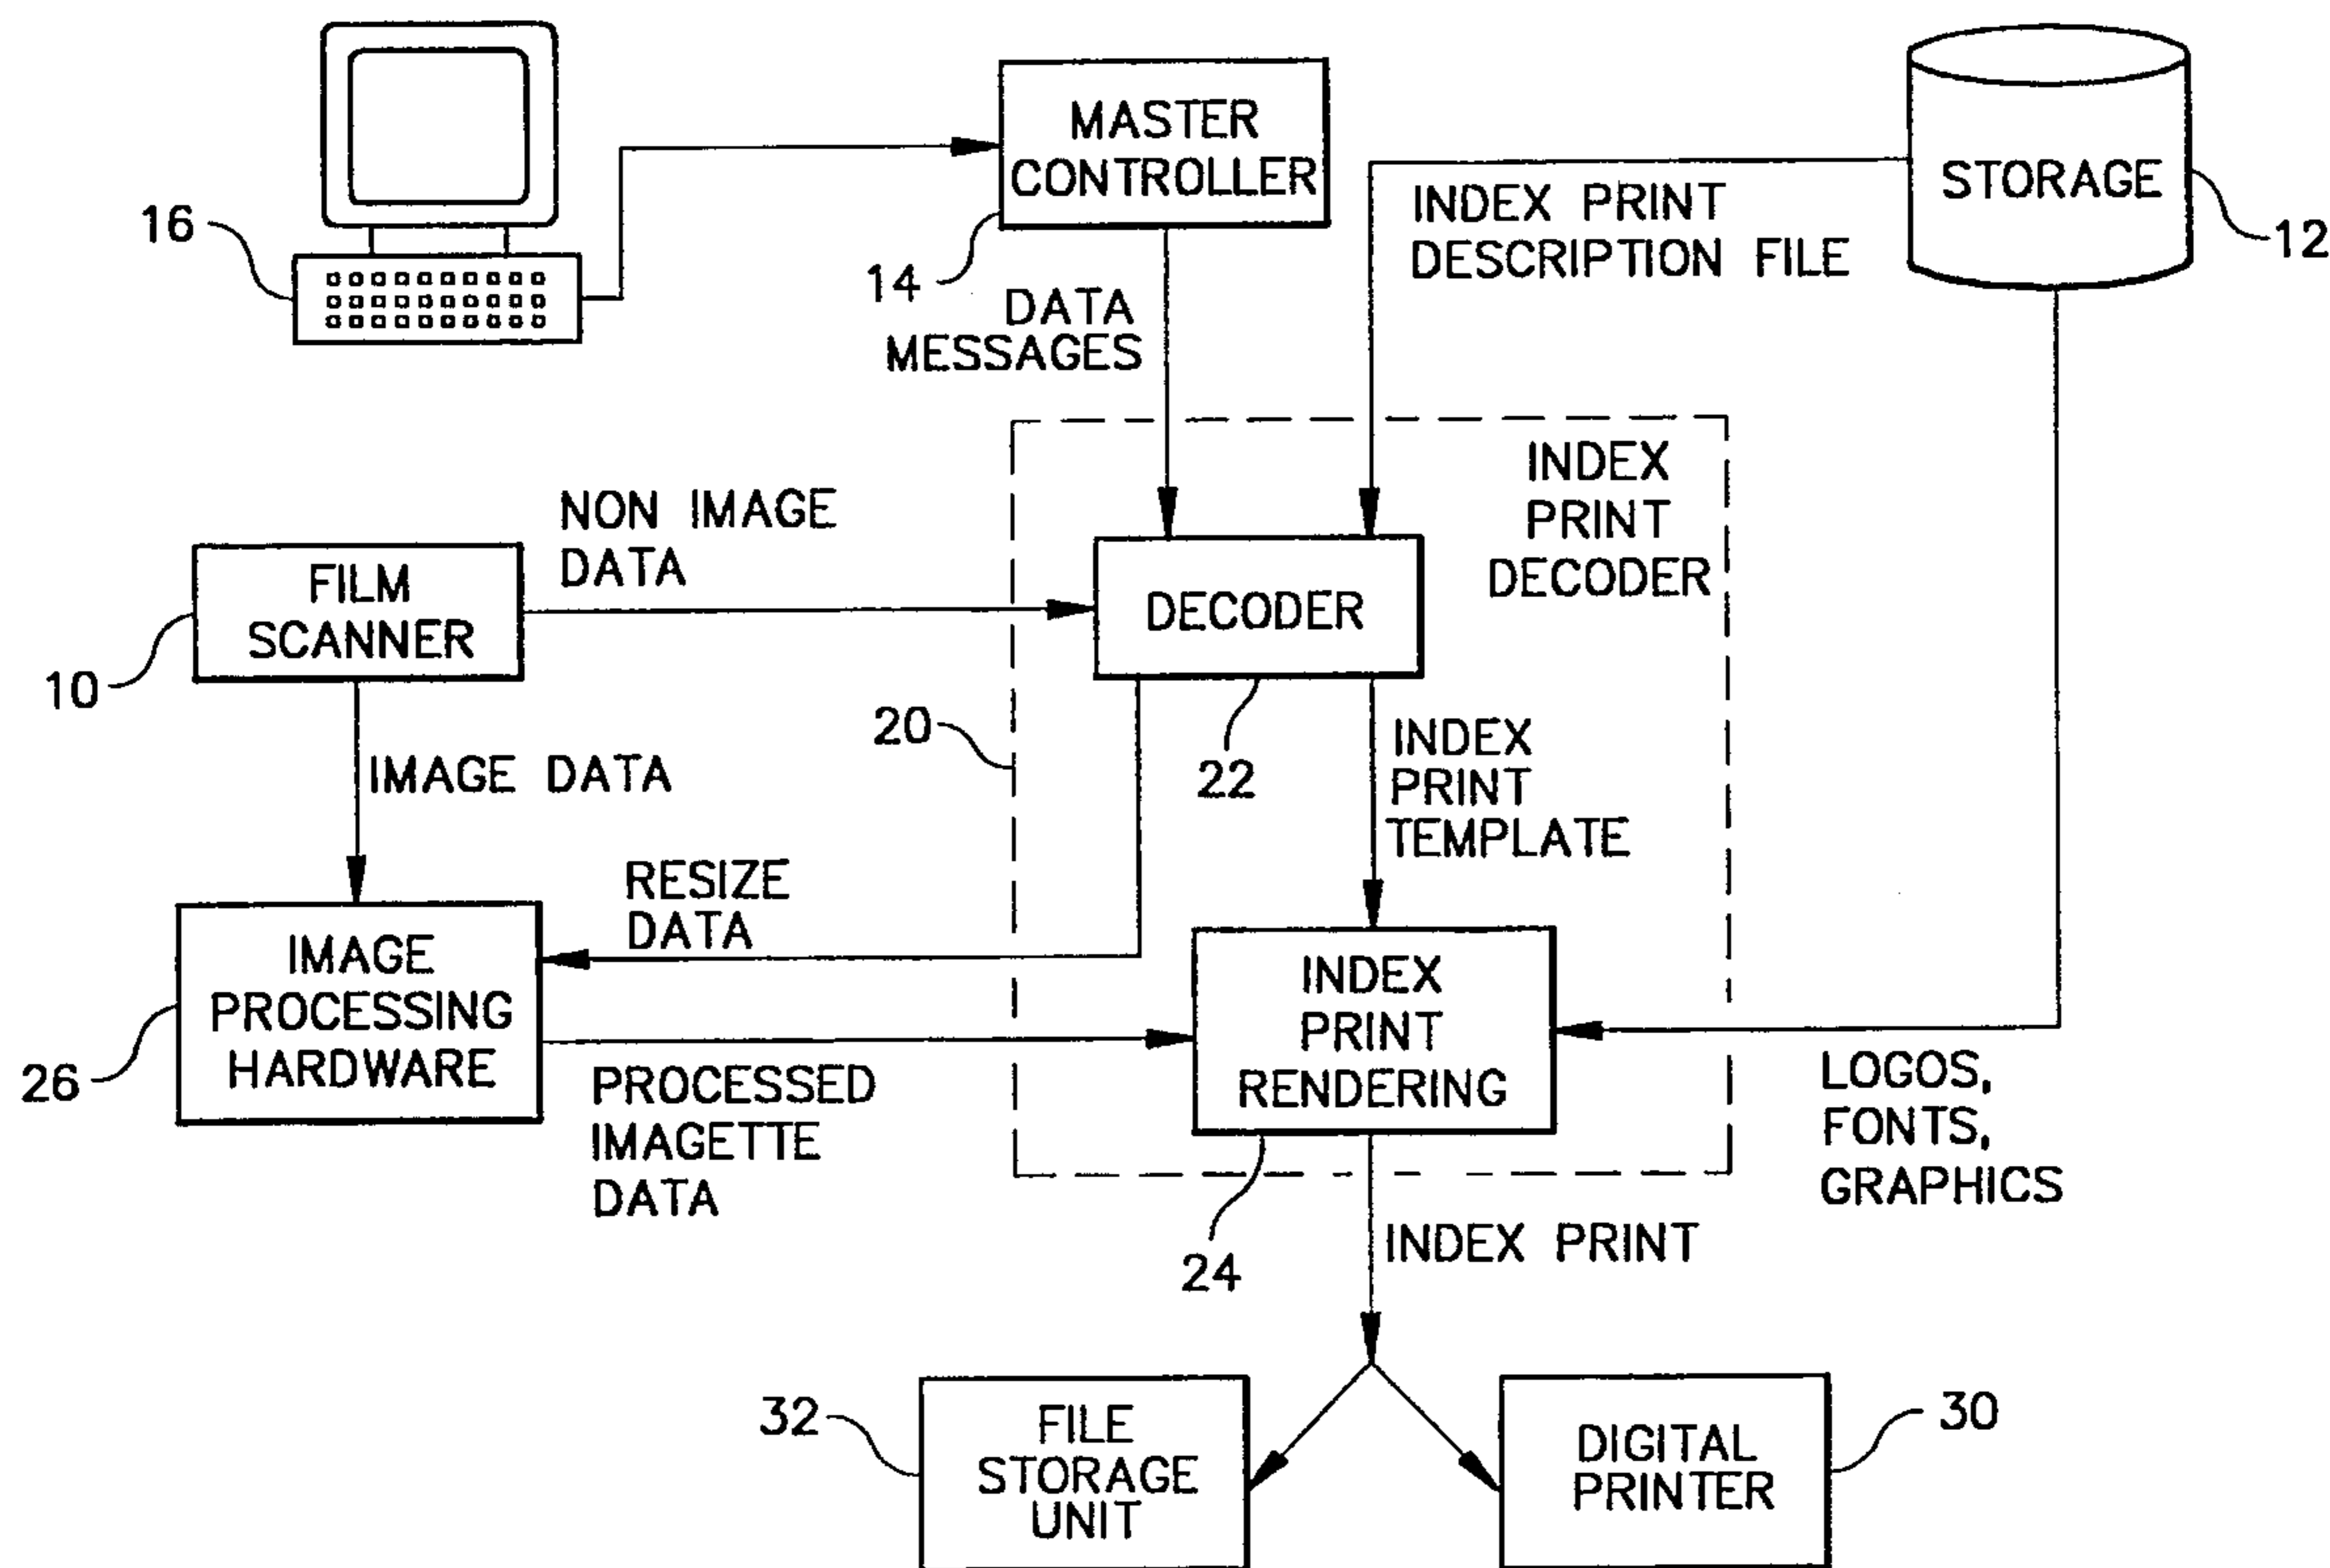 MASTER
CONTROLLER
STORAGE
16
14
12
INDEX PRINT
DESCRIPTION FILE
DATA
MESSAGES
INDEX
PRINT
DECODER
NON IMAGE
DATA
FILM
SCANNER
10
DECODER
20
22
IMAGE DATA
INDEX
PRINT
TEMPLATE
RESIZE
DATA
IMAGE
PROCESSING
HARDWARE
26
INDEX
PRINT
RENDERING
PROCESSED
IMAGETTE
DATA
LOGOS,
FONTS,
GRAPHICS
24
INDEX PRINT
32
FILE
STORAGE
UNIT
DIGITAL
PRINTER
30